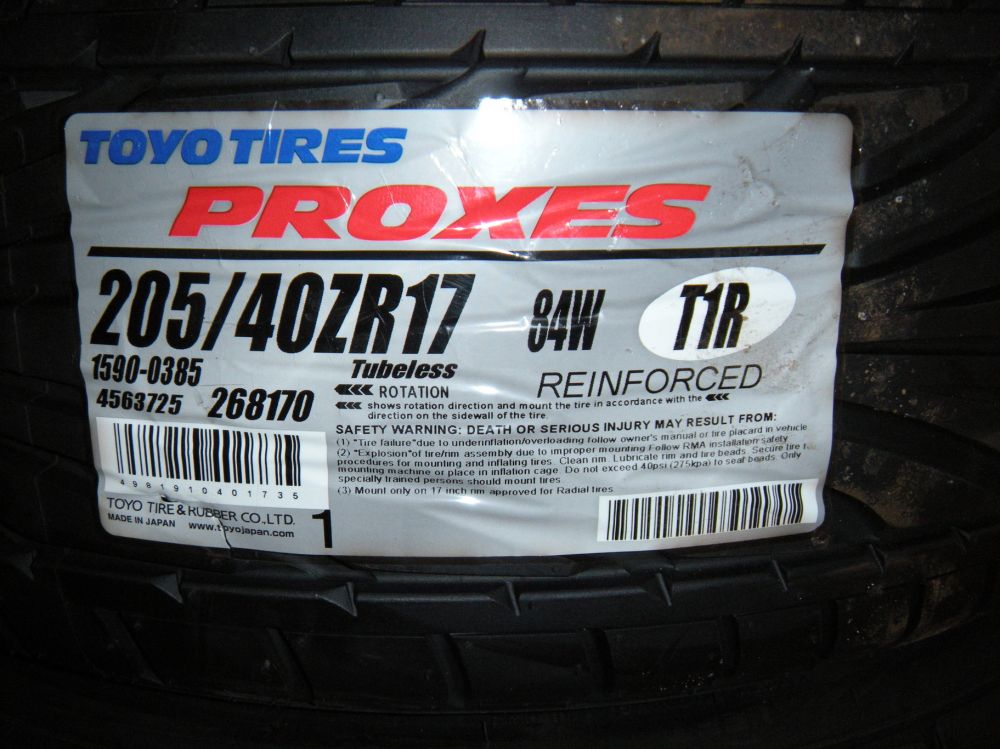 TOYO TIRES
PROXES
205/40ZR17 84W T1R
1590-0385 Tubeless
ROTATION REINFORCED
4563725 268170
shows rotation direction and mount the tire in accordance with the
direction on the sidewall of the tire.
SAFETY WARNING: DEATH OR SERIOUS INJURY MAY RESULT FROM:
(1) "Tire failure"due to underinflation/overloading follow owner's manual or tire placard in vehicle
(2) "Explosion"of tire/rim assembly due to improper mounting Follow RMA installation safety
procedures for mounting and inflating tires. Clean rim. Lubricate rim and tire beads. Secure tire
mounting machine or place in inflation cage. Do not exceed 40psi (275kpa) to seat beads. Only
specially trained persons should mount tires
(3) Mount only on 17 inch rim approved for Radial tires
4981910401735
TOYO TIRE & RUBBER CO.,LTD.
MADE IN JAPAN www.toyojapan.com
1